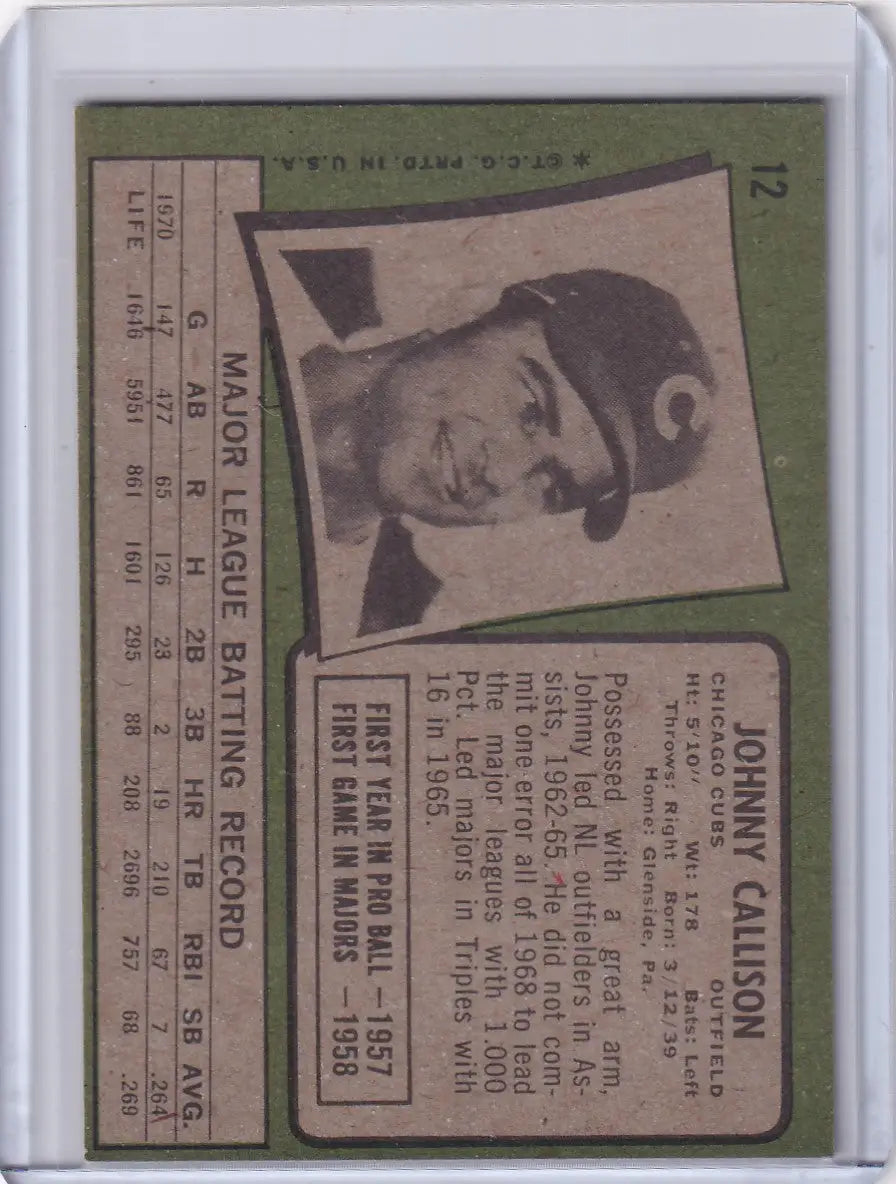 12
*©T.C.G. PRTD. IN U.S.A.
C
JOHNNY CALLISON
CHICAGO CUBS OUTFIELD
Ht: 5'10" Wt: 178 Bats: Left
Throws: Right Born: 3/12/39
Home: Glenside, Pa.
Possessed with a great arm,
Johnny led NL outfielders in As-
sists, 1962-65. He did not com-
mit one error all of 1968 to lead
the major leagues with 1.000
Pct. Led majors in Triples with
16 in 1965.
FIRST YEAR IN PRO BALL —1957
FIRST GAME IN MAJORS —1958
MAJOR LEAGUE BATTING RECORD
G AB R H 2B 3B HR TB RBI SB AVG.
1970 147 477 65 126 23 2 19 210 67 7 .264
LIFE 1646 5951 861 1601 295 88 208 2696 757 68 .269